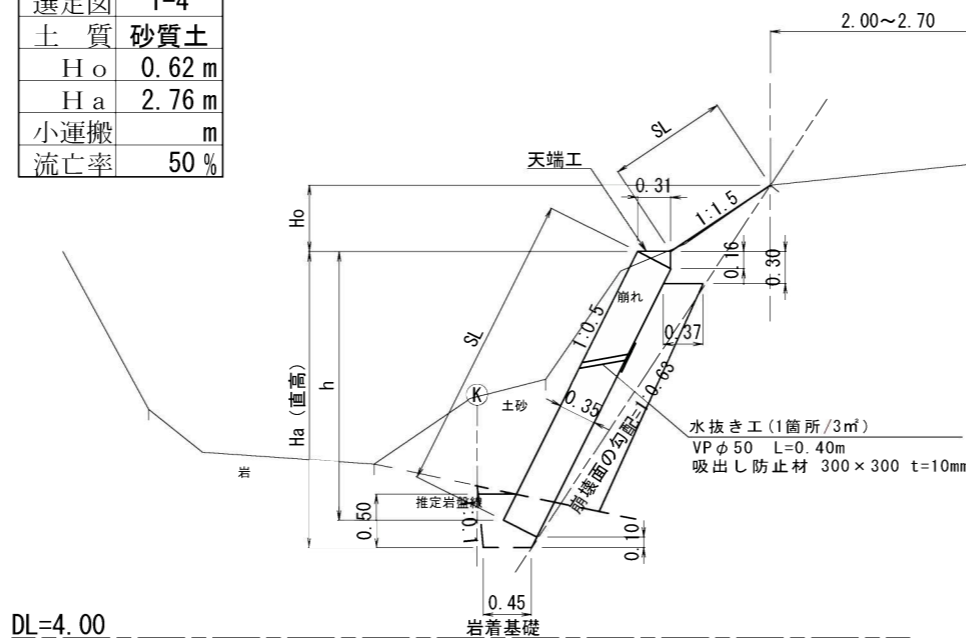 選定図 1-4
土 質 砂質土
Ho 0.62 m
Ha 2.76 m
小運搬 m
流亡率 50 %
2.00～2.70
SL
天端工
0.31
1:1.5
Ho
0.16
0.30
崩れ
1:0.5
0.37
SL
h
Ha (直高)
K
土砂
0.35
崩壊面の勾配=1:0.63
水抜き工 (1箇所/3㎡)
VPφ50 L=0.40m
吸出し防止材 300×300 t=10mm
岩
推定岩盤線
0.50
0.10
0.45
岩着基礎
DL=4.00